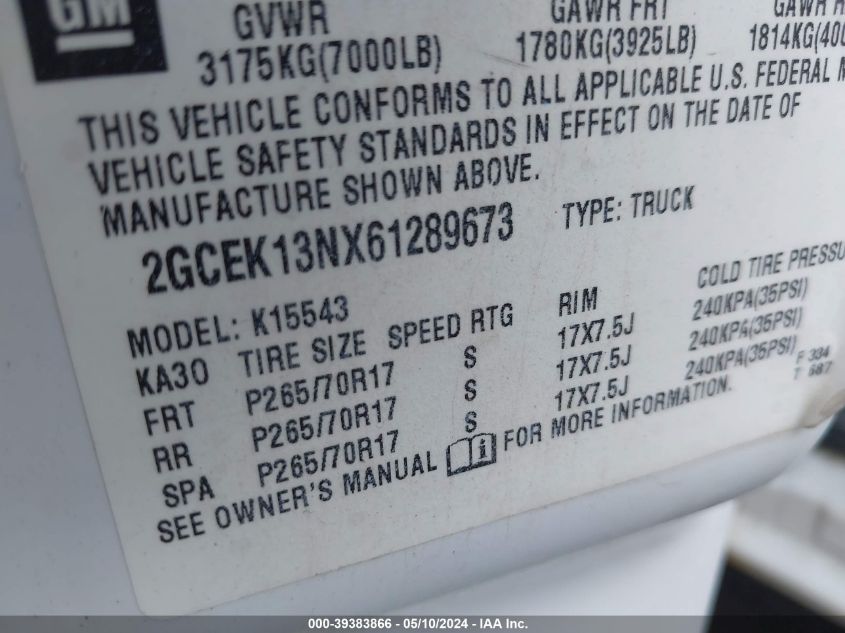 GM
GVWR GAWR FRT GAWR
3175KG(7000LB) 1780KG(3925LB) 1814KG(400
THIS VEHICLE CONFORMS TO ALL APPLICABLE U.S. FEDERAL M
VEHICLE SAFETY STANDARDS IN EFFECT ON THE DATE OF
MANUFACTURE SHOWN ABOVE.
2GCEK13NX61289673 TYPE: TRUCK
MODEL: K15543
KA30 TIRE SIZE SPEED RTG RIM COLD TIRE PRESSU
FRT P265/70R17 S 17X7.5J 240KPA(35PSI)
RR P265/70R17 S 17X7.5J 240KPA(35PSI)
SPA P265/70R17 S 17X7.5J 240KPA(35PSI)
F 334
T 687
SEE OWNER'S MANUAL i FOR MORE INFORMATION.
000-39383866 - 05/10/2024 - IAA Inc.